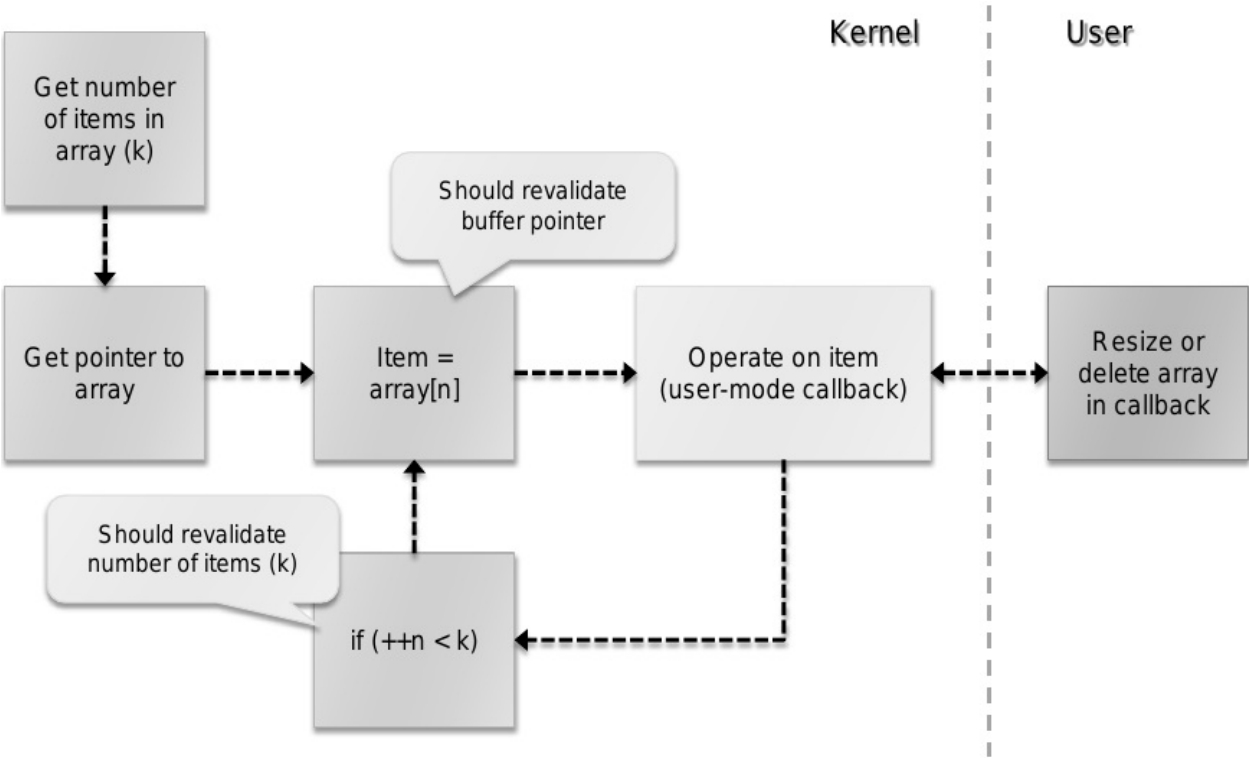 Kernel
User
Get number
of items in
array (k)
Should revalidate
buffer pointer
Get pointer to
array
Item =
array[n]
Operate on item
(user-mode callback)
Resize or
delete array
in callback
Should revalidate
number of items (k)
if (++n < k)